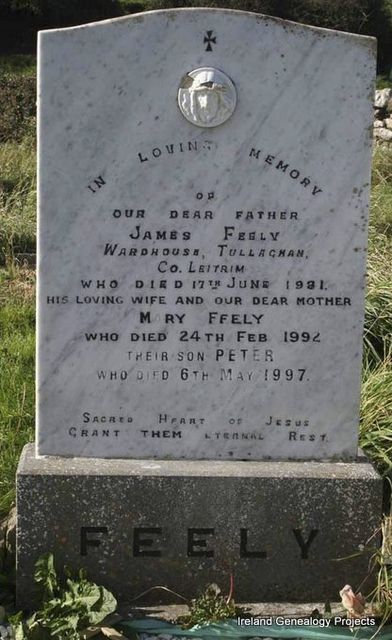 IN LOVING MEMORY
OF
OUR DEAR FATHER
JAMES FEELY
WARDHOUSE, TULLAGHAN,
CO. LEITRIM
WHO DIED 17TH JUNE 1981.
HIS LOVING WIFE AND OUR DEAR MOTHER
MARY FEELY
WHO DIED 24TH FEB 1992
THEIR SON PETER
WHO DIED 6TH MAY 1997.
SACRED HEART OF JESUS
GRANT THEM ETERNAL REST.
FEELY
Ireland Genealogy Projects